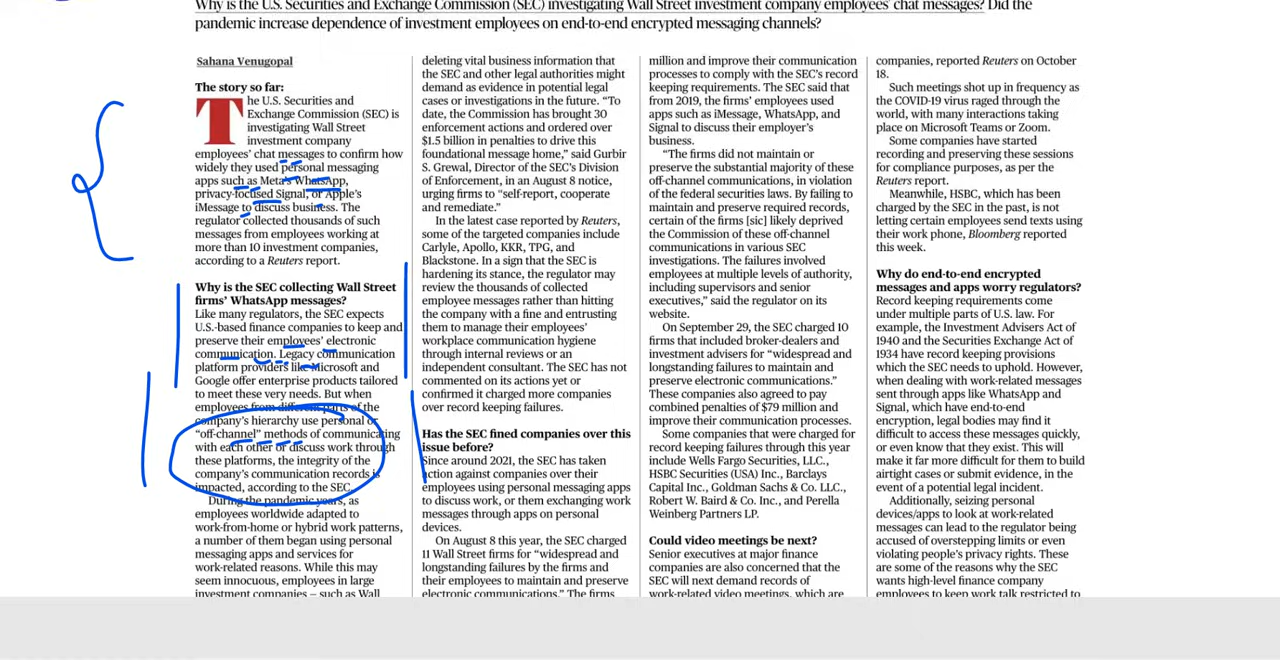 Why is the U.S. Securities and Exchange Commission (SEC) investigating Wall Street investment company employees' chat messages? Did the
pandemic increase dependence of investment employees on end-to-end encrypted messaging channels?
Sahana Venugopal
The story so far:
The U.S. Securities and
Exchange Commission (SEC) is
investigating Wall Street
investment company
employees' chat messages to confirm how
widely they used personal messaging
apps such as Meta's WhatsApp,
privacy-focused Signal, or Apple's
iMessage to discuss business. The
regulator collected thousands of such
messages from employees working at
more than 10 investment companies,
according to a Reuters report.
Why is the SEC collecting Wall Street
firms' WhatsApp messages?
Like many regulators, the SEC expects
U.S.-based finance companies to keep and
preserve their employees' electronic
communication. Legacy communication
platform providers like Microsoft and
Google offer enterprise products tailored
to meet these very needs. But when
employees from different parts of the
company's hierarchy use personal or
"off-channel" methods of communicating
with each other or discuss work through
these platforms, the integrity of the
company's communication records is
impacted, according to the SEC.
During the pandemic years, as
employees worldwide adapted to
work-from-home or hybrid work patterns,
a number of them began using personal
messaging apps and services for
work-related reasons. While this may
seem innocuous, employees in large
investment companies — such as Wall
deleting vital business information that
the SEC and other legal authorities might
demand as evidence in potential legal
cases or investigations in the future. "To
date, the Commission has brought 30
enforcement actions and ordered over
$1.5 billion in penalties to drive this
foundational message home," said Gurbir
S. Grewal, Director of the SEC's Division
of Enforcement, in an August 8 notice,
urging firms to "self-report, cooperate
and remediate."
In the latest case reported by Reuters,
some of the targeted companies include
Carlyle, Apollo, KKR, TPG, and
Blackstone. In a sign that the SEC is
hardening its stance, the regulator may
review the thousands of collected
employee messages rather than hitting
the company with a fine and entrusting
them to manage their employees'
workplace communication hygiene
through internal reviews or an
independent consultant. The SEC has not
commented on its actions yet or
confirmed it charged more companies
over record keeping failures.
Has the SEC fined companies over this
issue before?
Since around 2021, the SEC has taken
action against companies over their
employees using personal messaging apps
to discuss work, or them exchanging work
messages through apps on personal
devices.
On August 8 this year, the SEC charged
11 Wall Street firms for "widespread and
longstanding failures by the firms and
their employees to maintain and preserve
electronic communications." The firms
million and improve their communication
processes to comply with the SEC's record
keeping requirements. The SEC said that
from 2019, the firms' employees used
apps such as iMessage, WhatsApp, and
Signal to discuss their employer's
business.
"The firms did not maintain or
preserve the substantial majority of these
off-channel communications, in violation
of the federal securities laws. By failing to
maintain and preserve required records,
certain of the firms [sic] likely deprived
the Commission of these off-channel
communications in various SEC
investigations. The failures involved
employees at multiple levels of authority,
including supervisors and senior
executives," said the regulator on its
website.
On September 29, the SEC charged 10
firms that included broker-dealers and
investment advisers for "widespread and
longstanding failures to maintain and
preserve electronic communications."
These companies also agreed to pay
combined penalties of $79 million and
improve their communication processes.
Some companies that were charged for
record keeping failures through this year
include Wells Fargo Securities, LLC.,
HSBC Securities (USA) Inc., Barclays
Capital Inc., Goldman Sachs & Co. LLC.,
Robert W. Baird & Co. Inc., and Perella
Weinberg Partners LP.
Could video meetings be next?
Senior executives at major finance
companies are also concerned that the
SEC will next demand records of
work-related video meetings, which are
companies, reported Reuters on October
18.
Such meetings shot up in frequency as
the COVID-19 virus raged through the
world, with many interactions taking
place on Microsoft Teams or Zoom.
Some companies have started
recording and preserving these sessions
for compliance purposes, as per the
Reuters report.
Meanwhile, HSBC, which has been
charged by the SEC in the past, is not
letting certain employees send texts using
their work phone, Bloomberg reported
this week.
Why do end-to-end encrypted
messages and apps worry regulators?
Record keeping requirements come
under multiple parts of U.S. law. For
example, the Investment Advisers Act of
1940 and the Securities Exchange Act of
1934 have record keeping provisions
which the SEC needs to uphold. However,
when dealing with work-related messages
sent through apps like WhatsApp and
Signal, which have end-to-end
encryption, legal bodies may find it
difficult to access these messages quickly,
or even know that they exist. This will
make it far more difficult for them to build
airtight cases or submit evidence, in the
event of a potential legal incident.
Additionally, seizing personal
devices/apps to look at work-related
messages can lead to the regulator being
accused of overstepping limits or even
violating people's privacy rights. These
are some of the reasons why the SEC
wants high-level finance company
employees to keep work talk restricted to